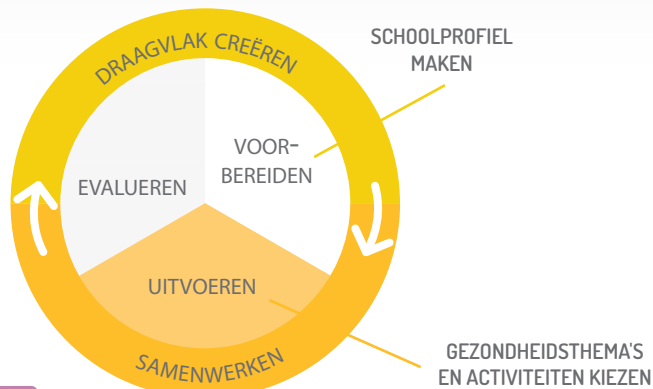 DRAAGVLAK CREËREN
SCHOOLPROFIEL
MAKEN
VOOR-
BEREIDEN
EVALUEREN
UITVOEREN
SAMENWERKEN
GEZONDHEIDSTHEMA'S
EN ACTIVITEITEN KIEZEN